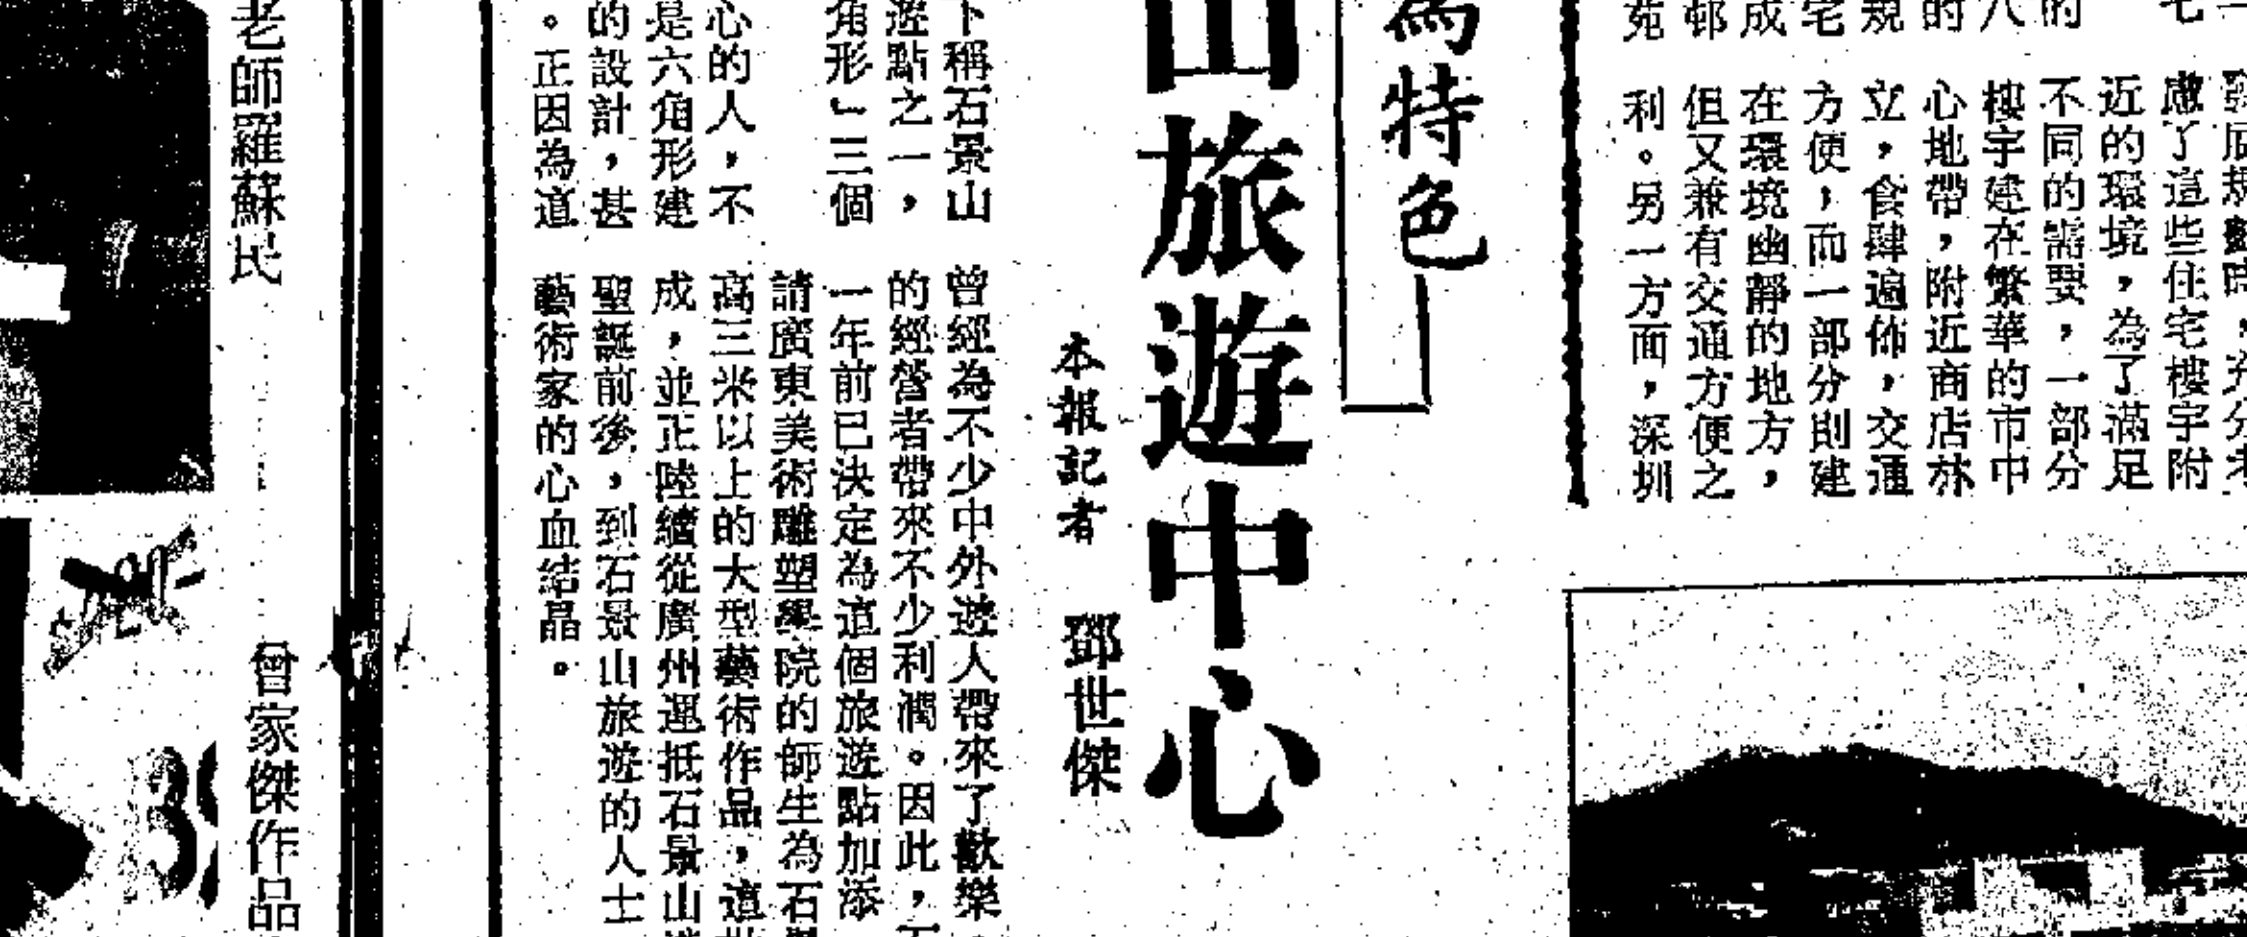 宅
的
八
的
規
宅
成
邨
苑
慮了這些住宅樓宇附
近的環境，為了滿足
不同的需要，一部分
樓宇建在繁華的市中
心地帶，附近商店林
立，食肆遍佈，交通
方便，而一部分則建
在環境幽靜的地方，
但又兼有交通方便之
利。另一方面，深圳
為特色
山旅遊中心
本報記者　鄧世傑
下稱石景山
遊點之一，
角形」三個
心的人，不
是六角形建
的設計，甚
。正因為這
曾經為不少中外遊人帶來了歡樂，
的經營者帶來不少利潤。因此，石
一年前已決定為這個旅遊點加添
請廣東美術雕塑學院的師生為石
高三米以上的大型藝術作品，這
成，並正陸續從廣州運抵石景山
聖誕前後，到石景山旅遊的人士
藝術家的心血結晶。
老師羅蘇民
曾家傑作品